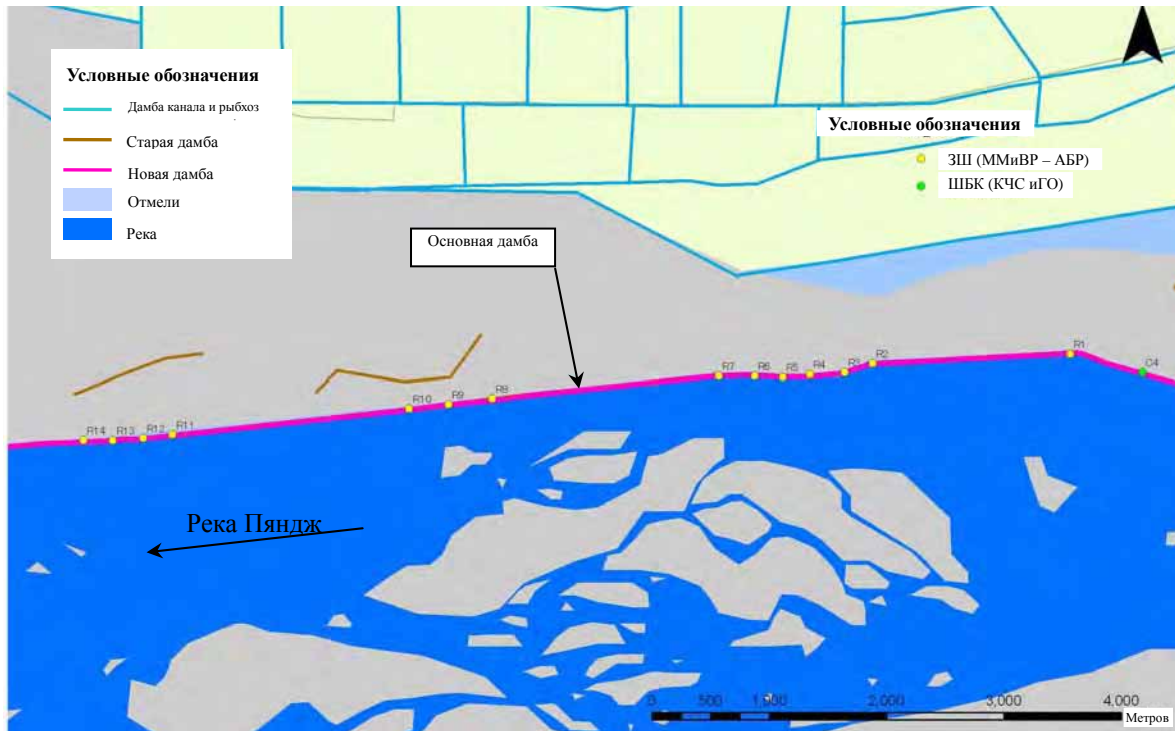 Условные обозначения
Дамба канала и рыбхоз
Старая дамба
Новая дамба
Отмели
Река
Условные обозначения
ЗШ (ММиВР – АБР)
ШБК (КЧС иГО)
Основная дамба
R1
C4
R2
R3
R4
R5
R6
R7
R8
R9
R10
R11
R12
R13
R14
Река Пяндж
0 500 1,000 2,000 3,000 4,000
Метров